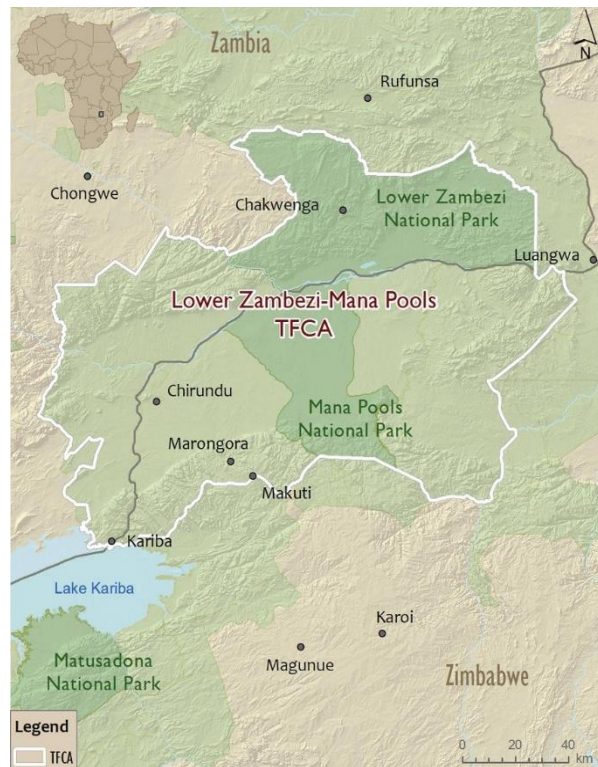 Zambia
N
Rufunsa
Chongwe
Chakwenga
Lower Zambezi
National Park
Luangwa
Lower Zambezi-Mana Pools
TFCA
Chirundu
Mana Pools
National Park
Marongora
Makuti
Kariba
Lake Kariba
Karoi
Magunue
Matusadona
National Park
Zimbabwe
Legend
TFCA
0 20 40
km